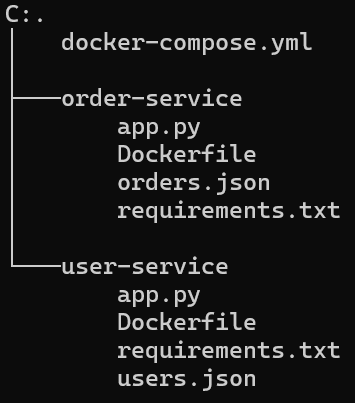 C:.
docker-compose.yml
order-service
app.py
Dockerfile
orders.json
requirements.txt
user-service
app.py
Dockerfile
requirements.txt
users.json